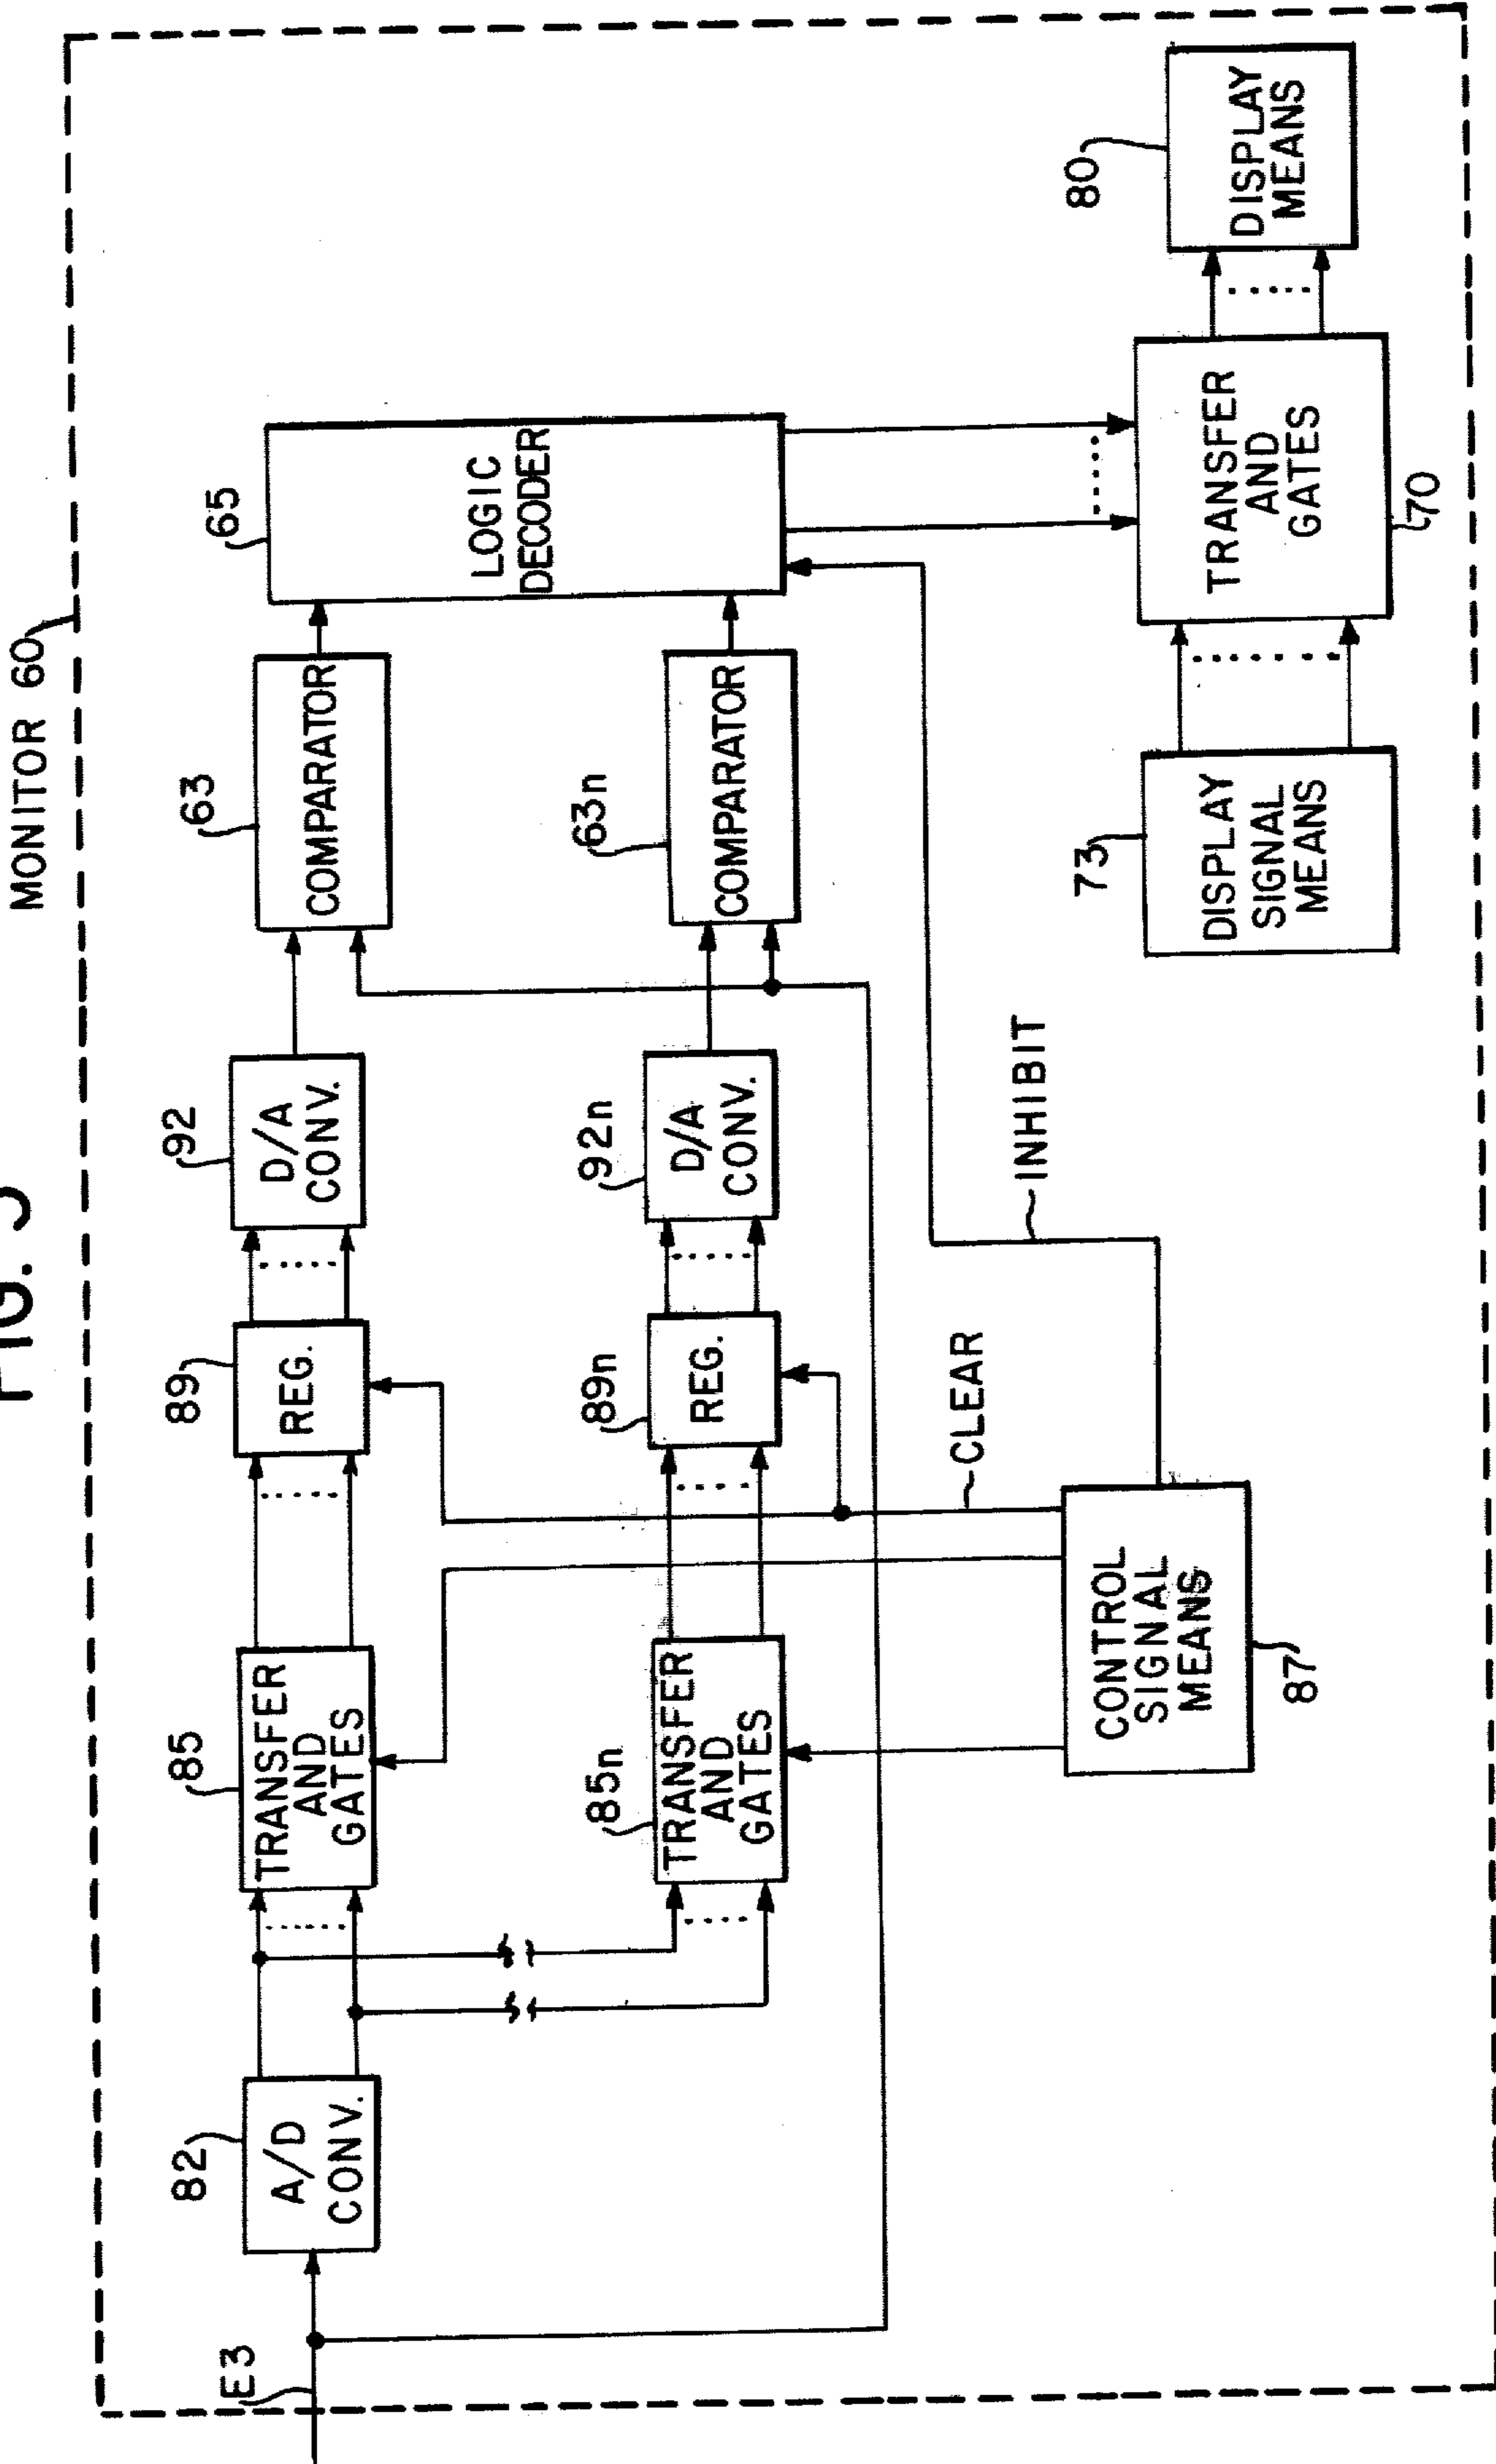 FIG. 5
MONITOR 60
E3
82
A/D
CONV.
85
TRANSFER
AND
GATES
89
REG.
92
D/A
CONV.
63
COMPARATOR
65
LOGIC
DECODER
85n
TRANSFER
AND
GATES
89n
REG.
92n
D/A
CONV.
63n
COMPARATOR
CLEAR
INHIBIT
CONTROL
SIGNAL
MEANS
87
73
DISPLAY
SIGNAL
MEANS
TRANSFER
AND
GATES
70
80
DISPLAY
MEANS